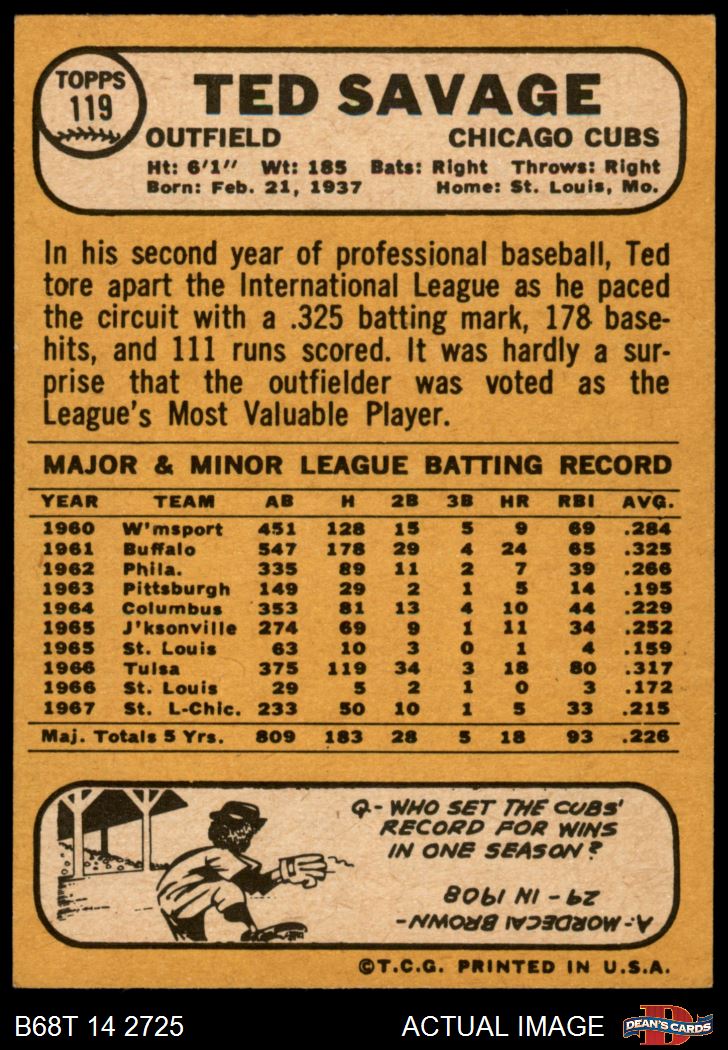 TOPPS
119
TED SAVAGE
OUTFIELD CHICAGO CUBS
Ht: 6'1" Wt: 185 Bats: Right Throws: Right
Born: Feb. 21, 1937 Home: St. Louis, Mo.
In his second year of professional baseball, Ted
tore apart the International League as he paced
the circuit with a .325 batting mark, 178 base-
hits, and 111 runs scored. It was hardly a sur-
prise that the outfielder was voted as the
League's Most Valuable Player.
MAJOR & MINOR LEAGUE BATTING RECORD
YEAR TEAM AB H 2B 3B HR RBI AVG.
1960 W'msport 451 128 15 5 9 69 .284
1961 Buffalo 547 178 29 4 24 65 .325
1962 Phila. 335 89 11 2 7 39 .266
1963 Pittsburgh 149 29 2 1 5 14 .195
1964 Columbus 353 81 13 4 10 44 .229
1965 J'ksonville 274 69 9 1 11 34 .252
1965 St. Louis 63 10 3 0 1 4 .159
1966 Tulsa 375 119 34 3 18 80 .317
1966 St. Louis 29 5 2 1 0 3 .172
1967 St. L-Chic. 233 50 10 1 5 33 .215
Maj. Totals 5 Yrs. 809 183 28 5 18 93 .226
Q- WHO SET THE CUBS'
RECORD FOR WINS
IN ONE SEASON?
A: MORDECAI BROWN-
29 - IN 1908
©T.C.G. PRINTED IN U.S.A.
B68T 14 2725 ACTUAL IMAGE
D
DEAN'S CARDS